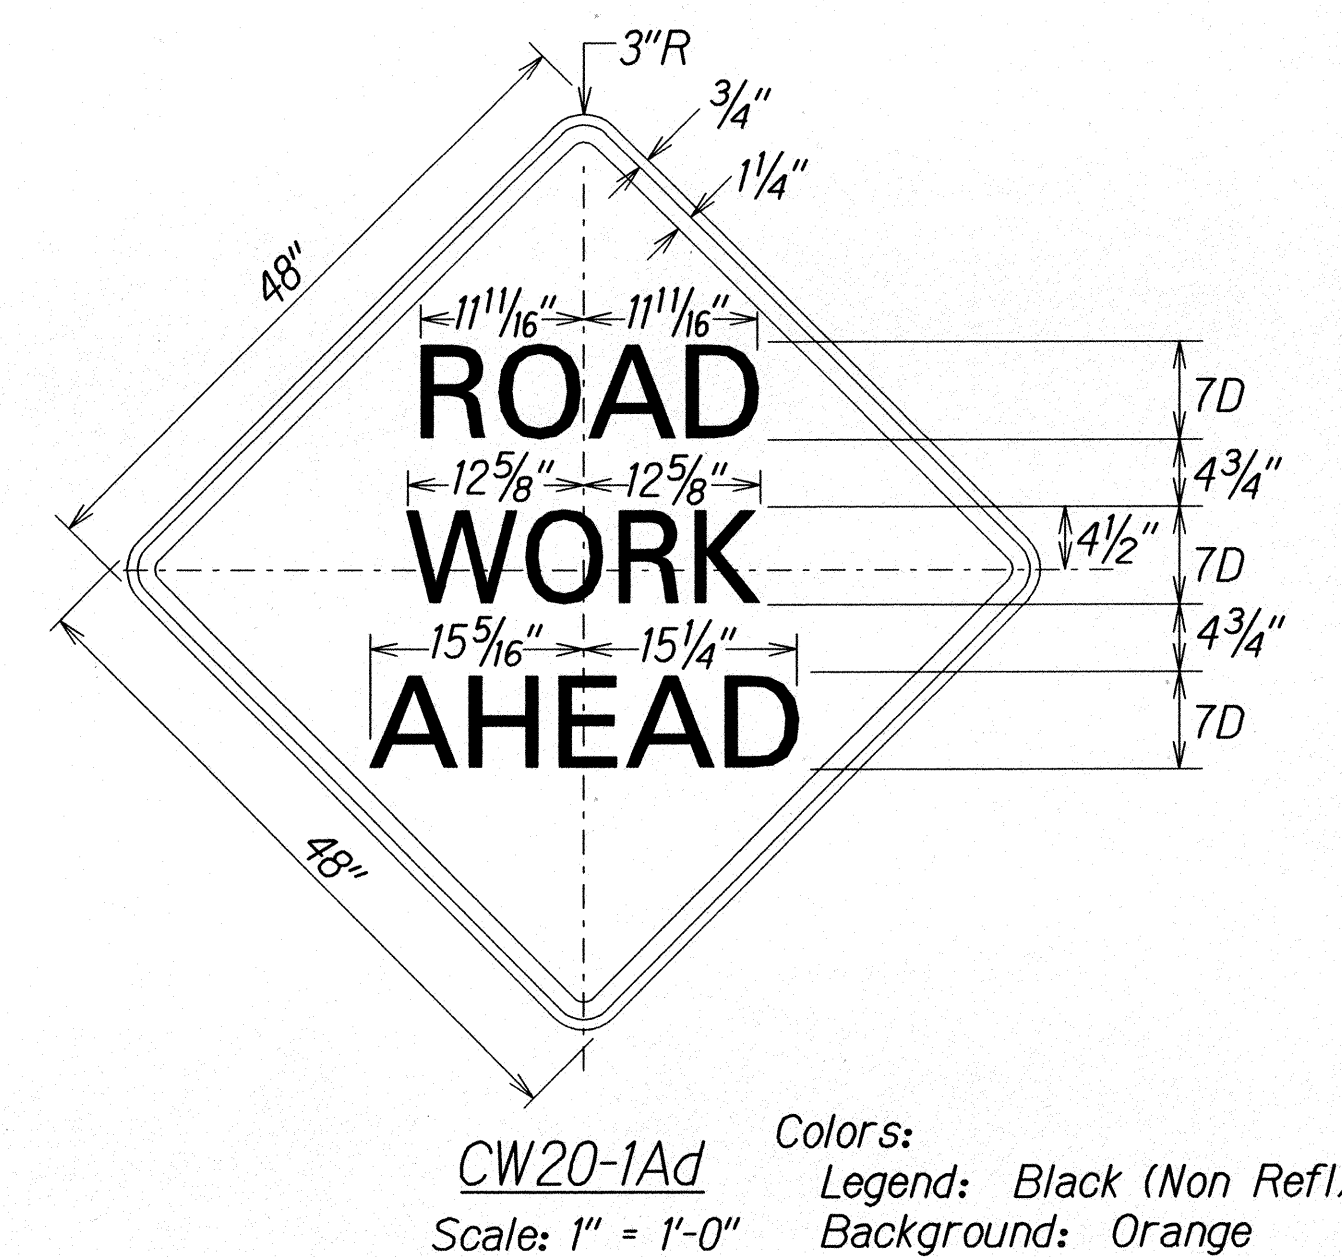 3"R
3/4"
1 1/4"
48"
11 11/16" 11 11/16"
ROAD
7D
12 5/8" 12 5/8"
4 3/4"
WORK
4 1/2"
7D
15 5/16" 15 1/4"
4 3/4"
AHEAD
7D
48"
CW20-1Ad
Scale: 1" = 1'-0"
Colors:
Legend: Black (Non Refl.
Background: Orange